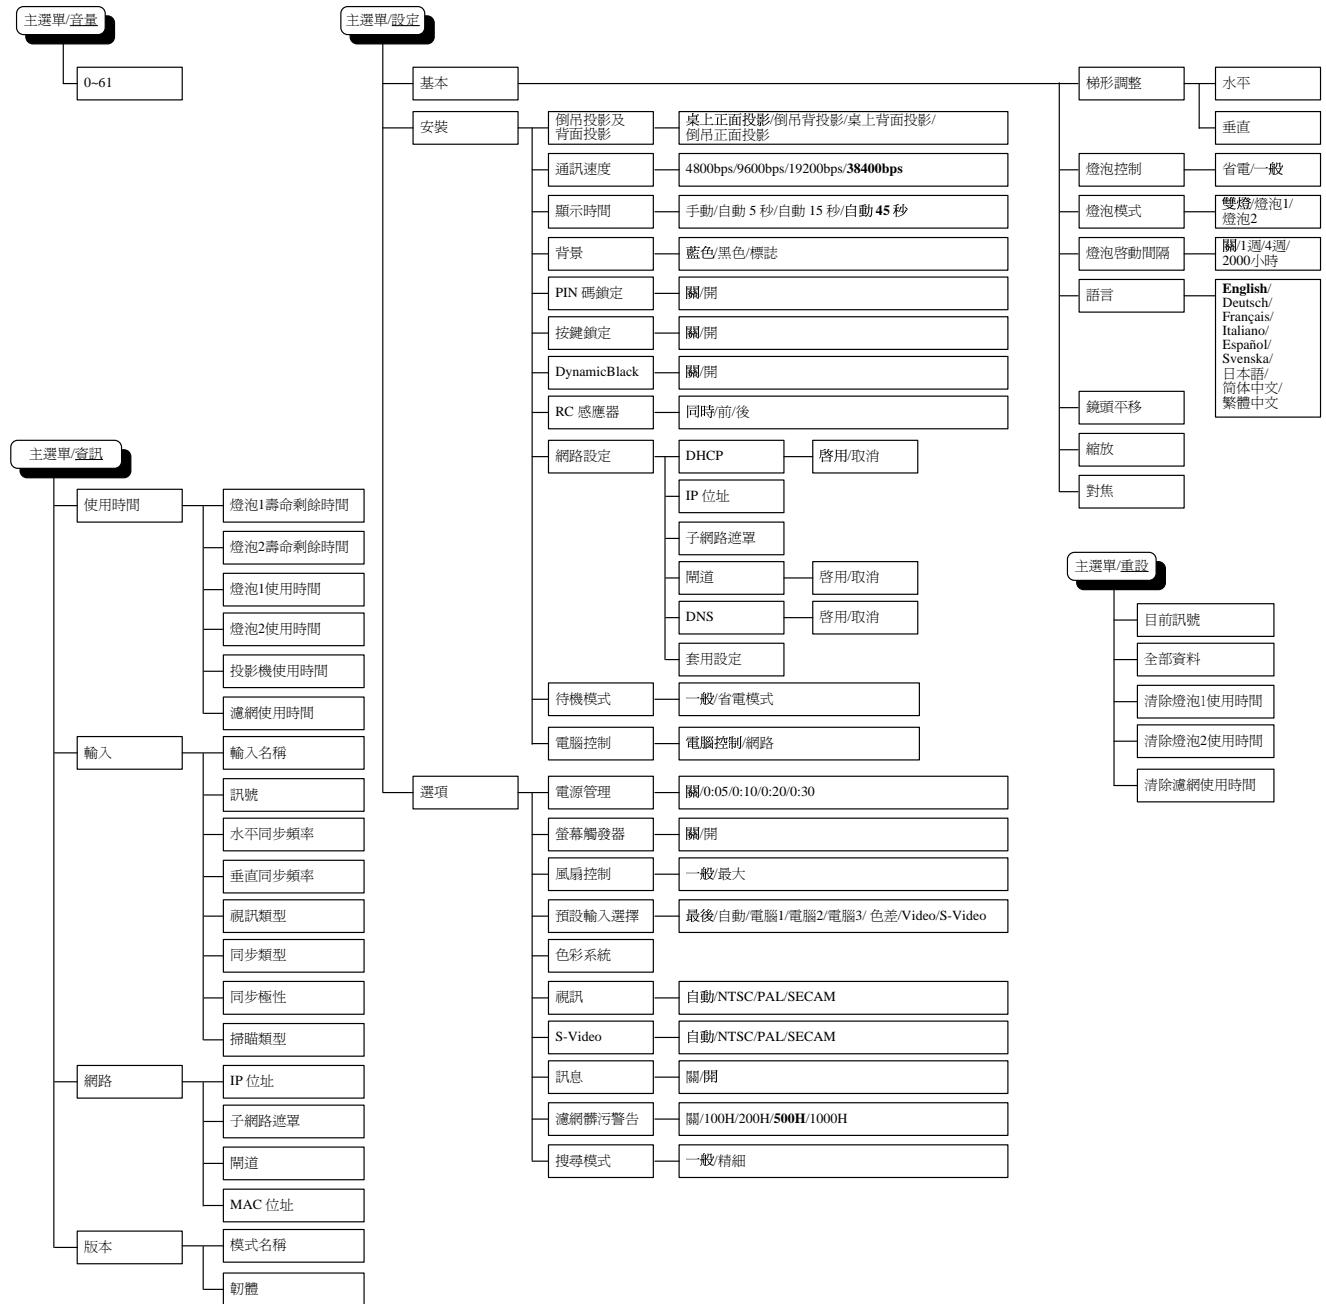 主選單/音量
0~61
主選單/設定
基本
梯形調整
水平
垂直
燈泡控制
省電/一般
燈泡模式
雙燈/燈泡1/
燈泡2
燈泡啓動間隔
關/1週/4週/
2000小時
語言
English/
Deutsch/
Français/
Italiano/
Español/
Svenska/
日本語/
简体中文/
繁體中文
鏡頭平移
縮放
對焦
安裝
倒吊投影及
背面投影
桌上正面投影/倒吊背投影/桌上背面投影/
倒吊正面投影
通訊速度
4800bps/9600bps/19200bps/38400bps
顯示時間
手動/自動 5 秒/自動 15 秒/自動 45 秒
背景
藍色/黑色/標誌
PIN 碼鎖定
關/開
按鍵鎖定
關/開
DynamicBlack
關/開
RC 感應器
同時/前/後
網路設定
DHCP
啓用/取消
IP 位址
子網路遮罩
閘道
啓用/取消
DNS
啓用/取消
套用設定
待機模式
一般/省電模式
電腦控制
電腦控制/網路
選項
電源管理
關/0:05/0:10/0:20/0:30
螢幕觸發器
關/開
風扇控制
一般/最大
預設輸入選擇
最後/自動/電腦1/電腦2/電腦3/ 色差/Video/S-Video
色彩系統
視訊
自動/NTSC/PAL/SECAM
S-Video
自動/NTSC/PAL/SECAM
訊息
關/開
濾網髒污警告
關/100H/200H/500H/1000H
搜尋模式
一般/精細
主選單/資訊
使用時間
燈泡1壽命剩餘時間
燈泡2壽命剩餘時間
燈泡1使用時間
燈泡2使用時間
投影機使用時間
濾網使用時間
輸入
輸入名稱
訊號
水平同步頻率
垂直同步頻率
視訊類型
同步類型
同步極性
掃瞄類型
網路
IP 位址
子網路遮罩
閘道
MAC 位址
版本
模式名稱
韌體
主選單/重設
目前訊號
全部資料
清除燈泡1使用時間
清除燈泡2使用時間
清除濾網使用時間